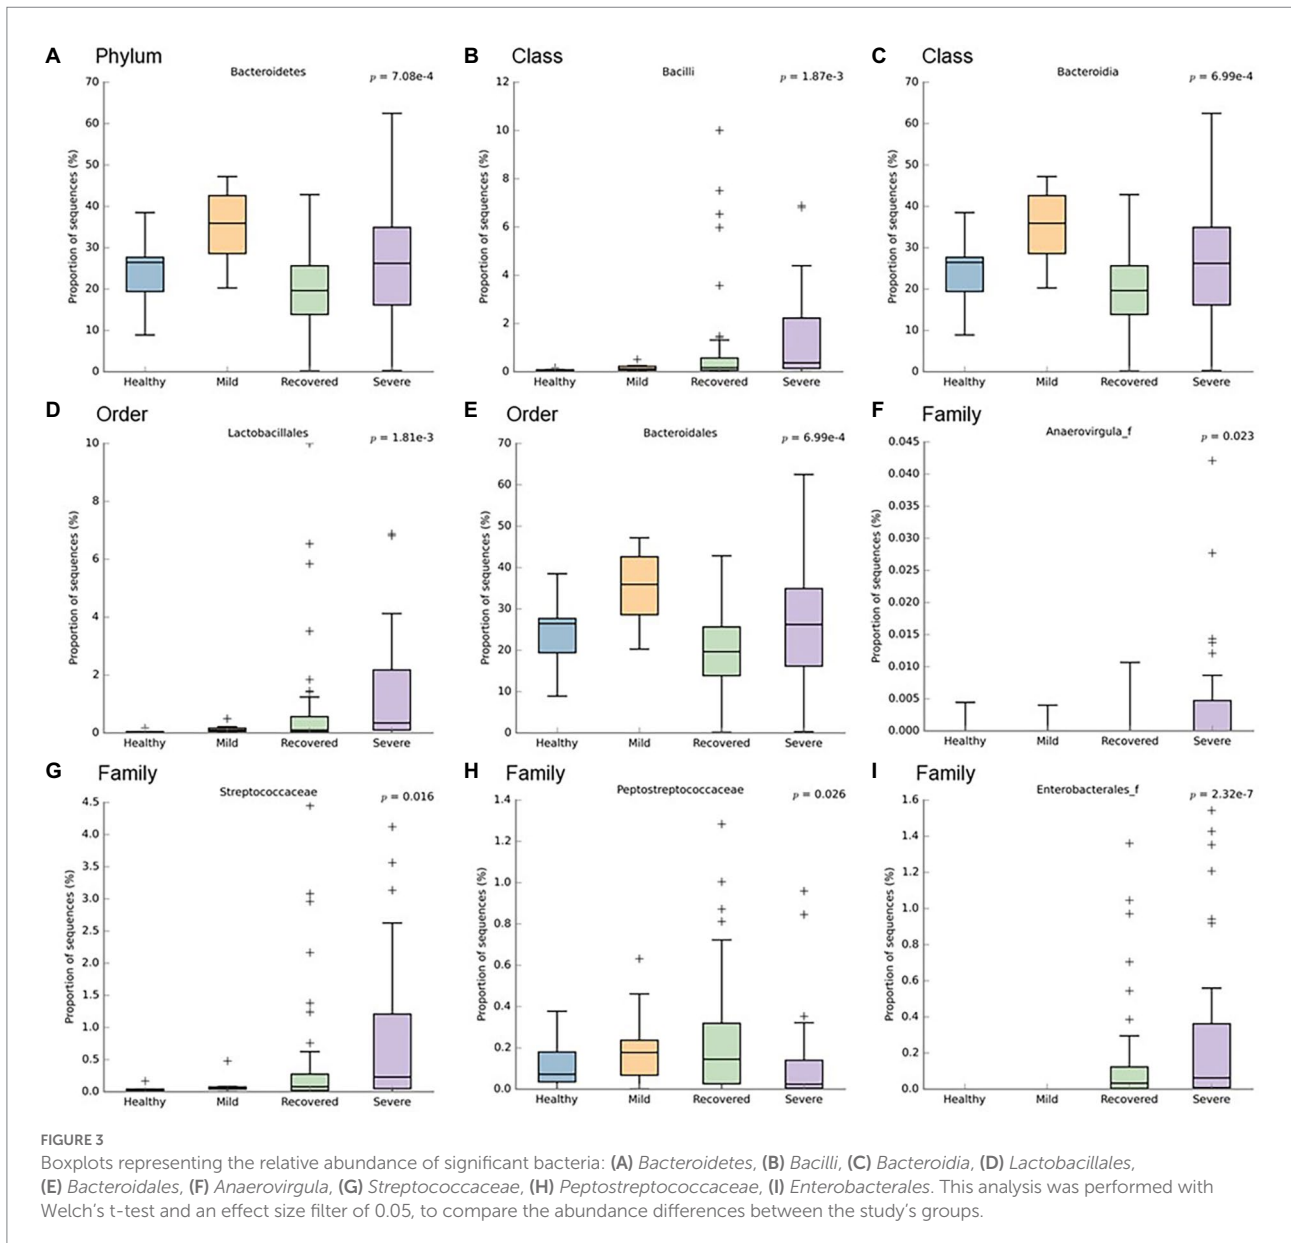 A Phylum
Bacteroidetes
p = 7.08e-4
Proportion of sequences (%)
70
60
50
40
30
20
10
0
Healthy Mild Recovered Severe
B Class
Bacilli
p = 1.87e-3
Proportion of sequences (%)
12
10
8
6
4
2
0
Healthy Mild Recovered Severe
C Class
Bacteroidia
p = 6.99e-4
Proportion of sequences (%)
70
60
50
40
30
20
10
0
Healthy Mild Recovered Severe
D Order
Lactobacillales
p = 1.81e-3
Proportion of sequences (%)
10
8
6
4
2
0
Healthy Mild Recovered Severe
E Order
Bacteroidales
p = 6.99e-4
Proportion of sequences (%)
70
60
50
40
30
20
10
0
Healthy Mild Recovered Severe
F Family
Anaerovirgula_f
p = 0.023
Proportion of sequences (%)
0.045
0.040
0.035
0.030
0.025
0.020
0.015
0.010
0.005
0.000
Healthy Mild Recovered Severe
G Family
Streptococcaceae
p = 0.016
Proportion of sequences (%)
4.5
4.0
3.5
3.0
2.5
2.0
1.5
1.0
0.5
0.0
Healthy Mild Recovered Severe
H Family
Peptostreptococcaceae
p = 0.026
Proportion of sequences (%)
1.4
1.2
1.0
0.8
0.6
0.4
0.2
0.0
Healthy Mild Recovered Severe
I Family
Enterobacterales_f
p = 2.32e-7
Proportion of sequences (%)
1.6
1.4
1.2
1.0
0.8
0.6
0.4
0.2
0.0
Healthy Mild Recovered Severe
FIGURE 3
Boxplots representing the relative abundance of significant bacteria: (A) Bacteroidetes, (B) Bacilli, (C) Bacteroidia, (D) Lactobacillales,
(E) Bacteroidales, (F) Anaerovirgula, (G) Streptococcaceae, (H) Peptostreptococcaceae, (I) Enterobacterales. This analysis was performed with
Welch's t-test and an effect size filter of 0.05, to compare the abundance differences between the study's groups.